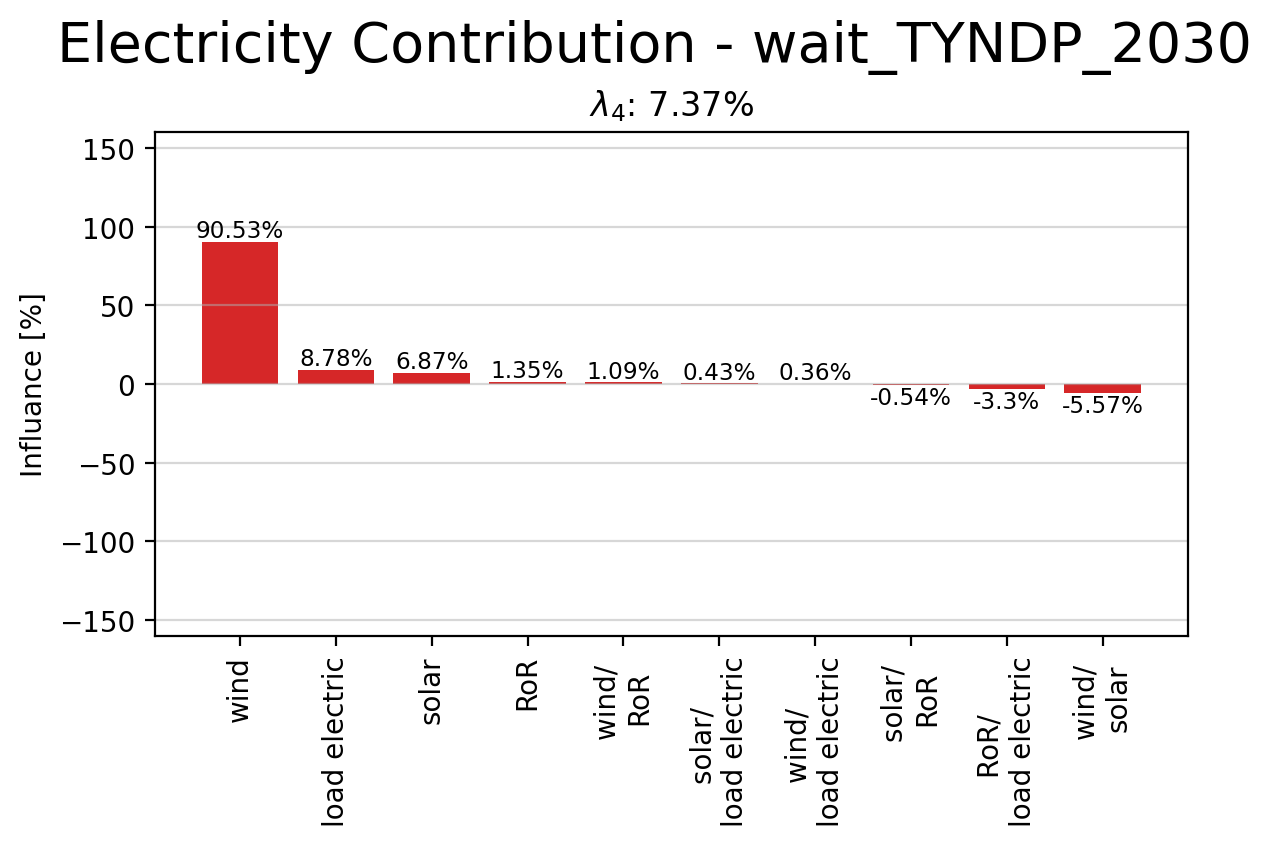 Electricity Contribution - wait_TYNDP_2030
λ4: 7.37%
Influance [%]
150
100
50
0
−50
−100
−150
90.53%
8.78%
6.87%
1.35%
1.09%
0.43%
0.36%
-0.54%
-3.3%
-5.57%
wind
load electric
solar
RoR
wind/
RoR
solar/
load electric
wind/
load electric
solar/
RoR
RoR/
load electric
wind/
solar